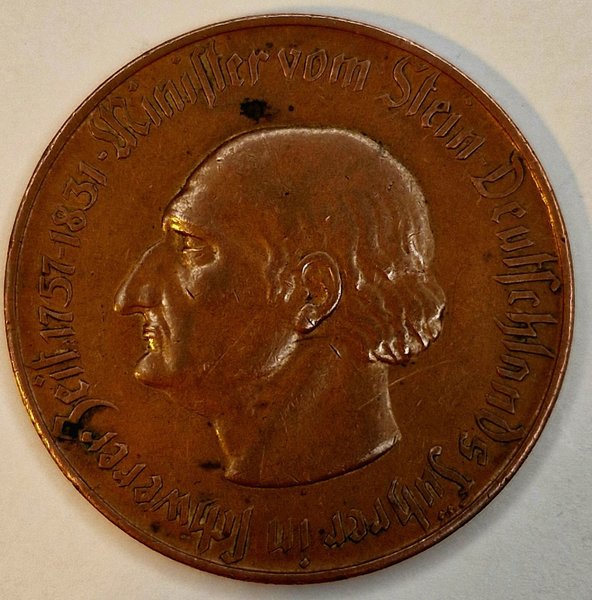 Minister vom Stein · Deutschlands Führer in schwerer Zeit · 1757-1831 ·